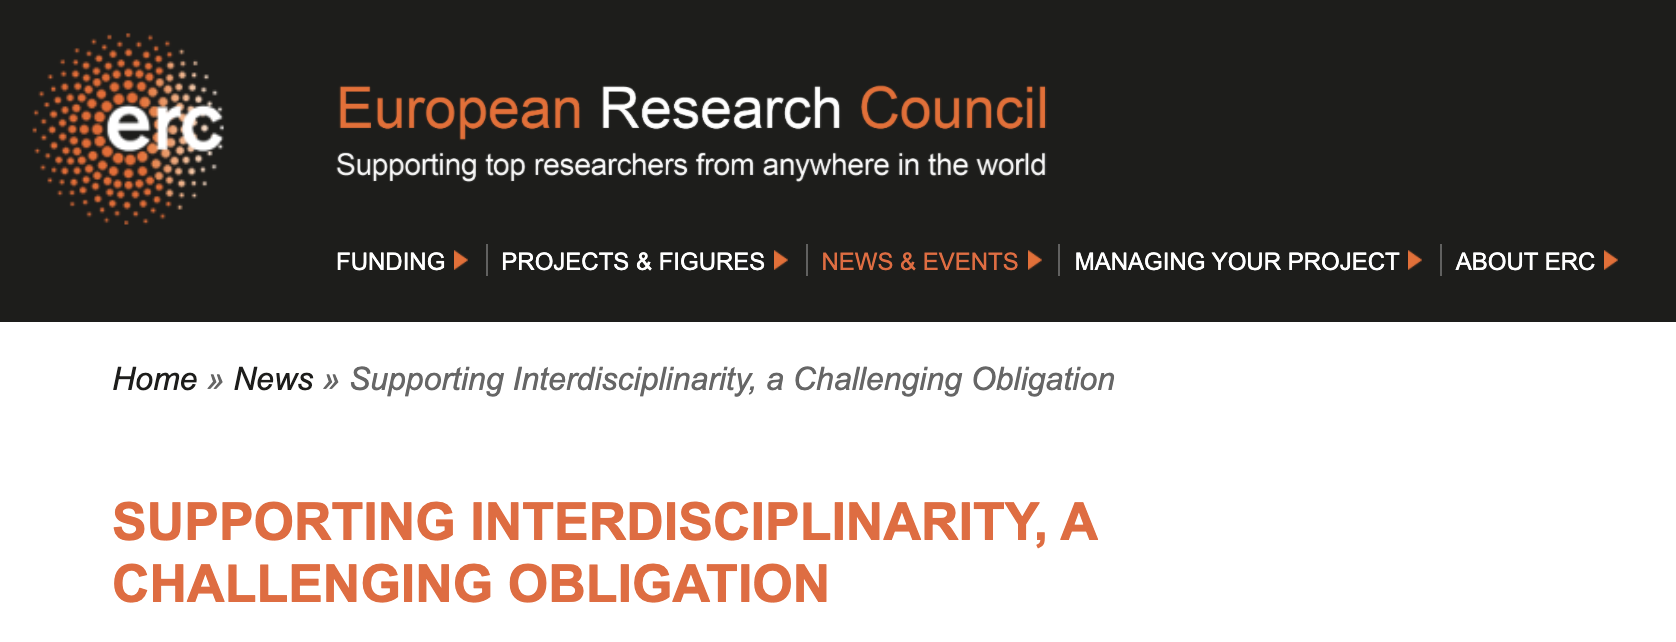 erc
European Research Council
Supporting top researchers from anywhere in the world
FUNDING PROJECTS & FIGURES NEWS & EVENTS MANAGING YOUR PROJECT ABOUT ERC
Home » News » Supporting Interdisciplinarity, a Challenging Obligation
SUPPORTING INTERDISCIPLINARITY, A
CHALLENGING OBLIGATION